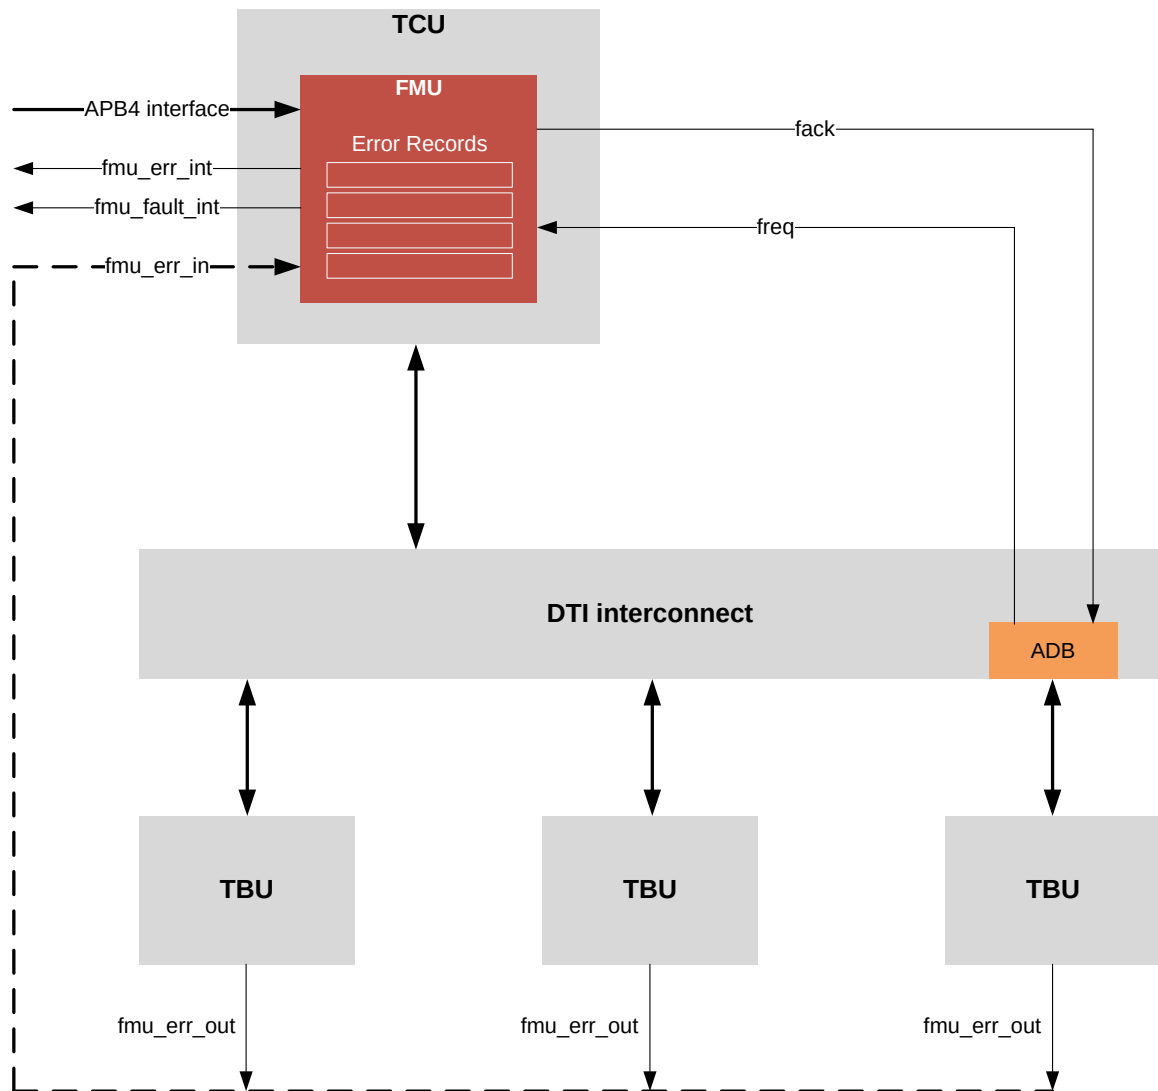 TCU
FMU
APB4 interface
Error Records
fack
fmu_err_int
fmu_fault_int
freq
fmu_err_in
DTI interconnect
ADB
TBU
TBU
TBU
fmu_err_out
fmu_err_out
fmu_err_out